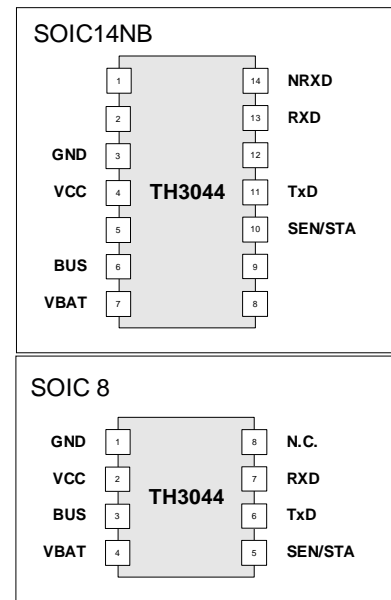 SOIC14NB
1 14 NRXD
2 13 RXD
GND 3 12
VCC 4 TH3044 11 TxD
5 10 SEN/STA
BUS 6 9
VBAT 7 8
SOIC 8
GND 1 8 N.C.
VCC 2 7 RXD
TH3044
BUS 3 6 TxD
VBAT 4 5 SEN/STA